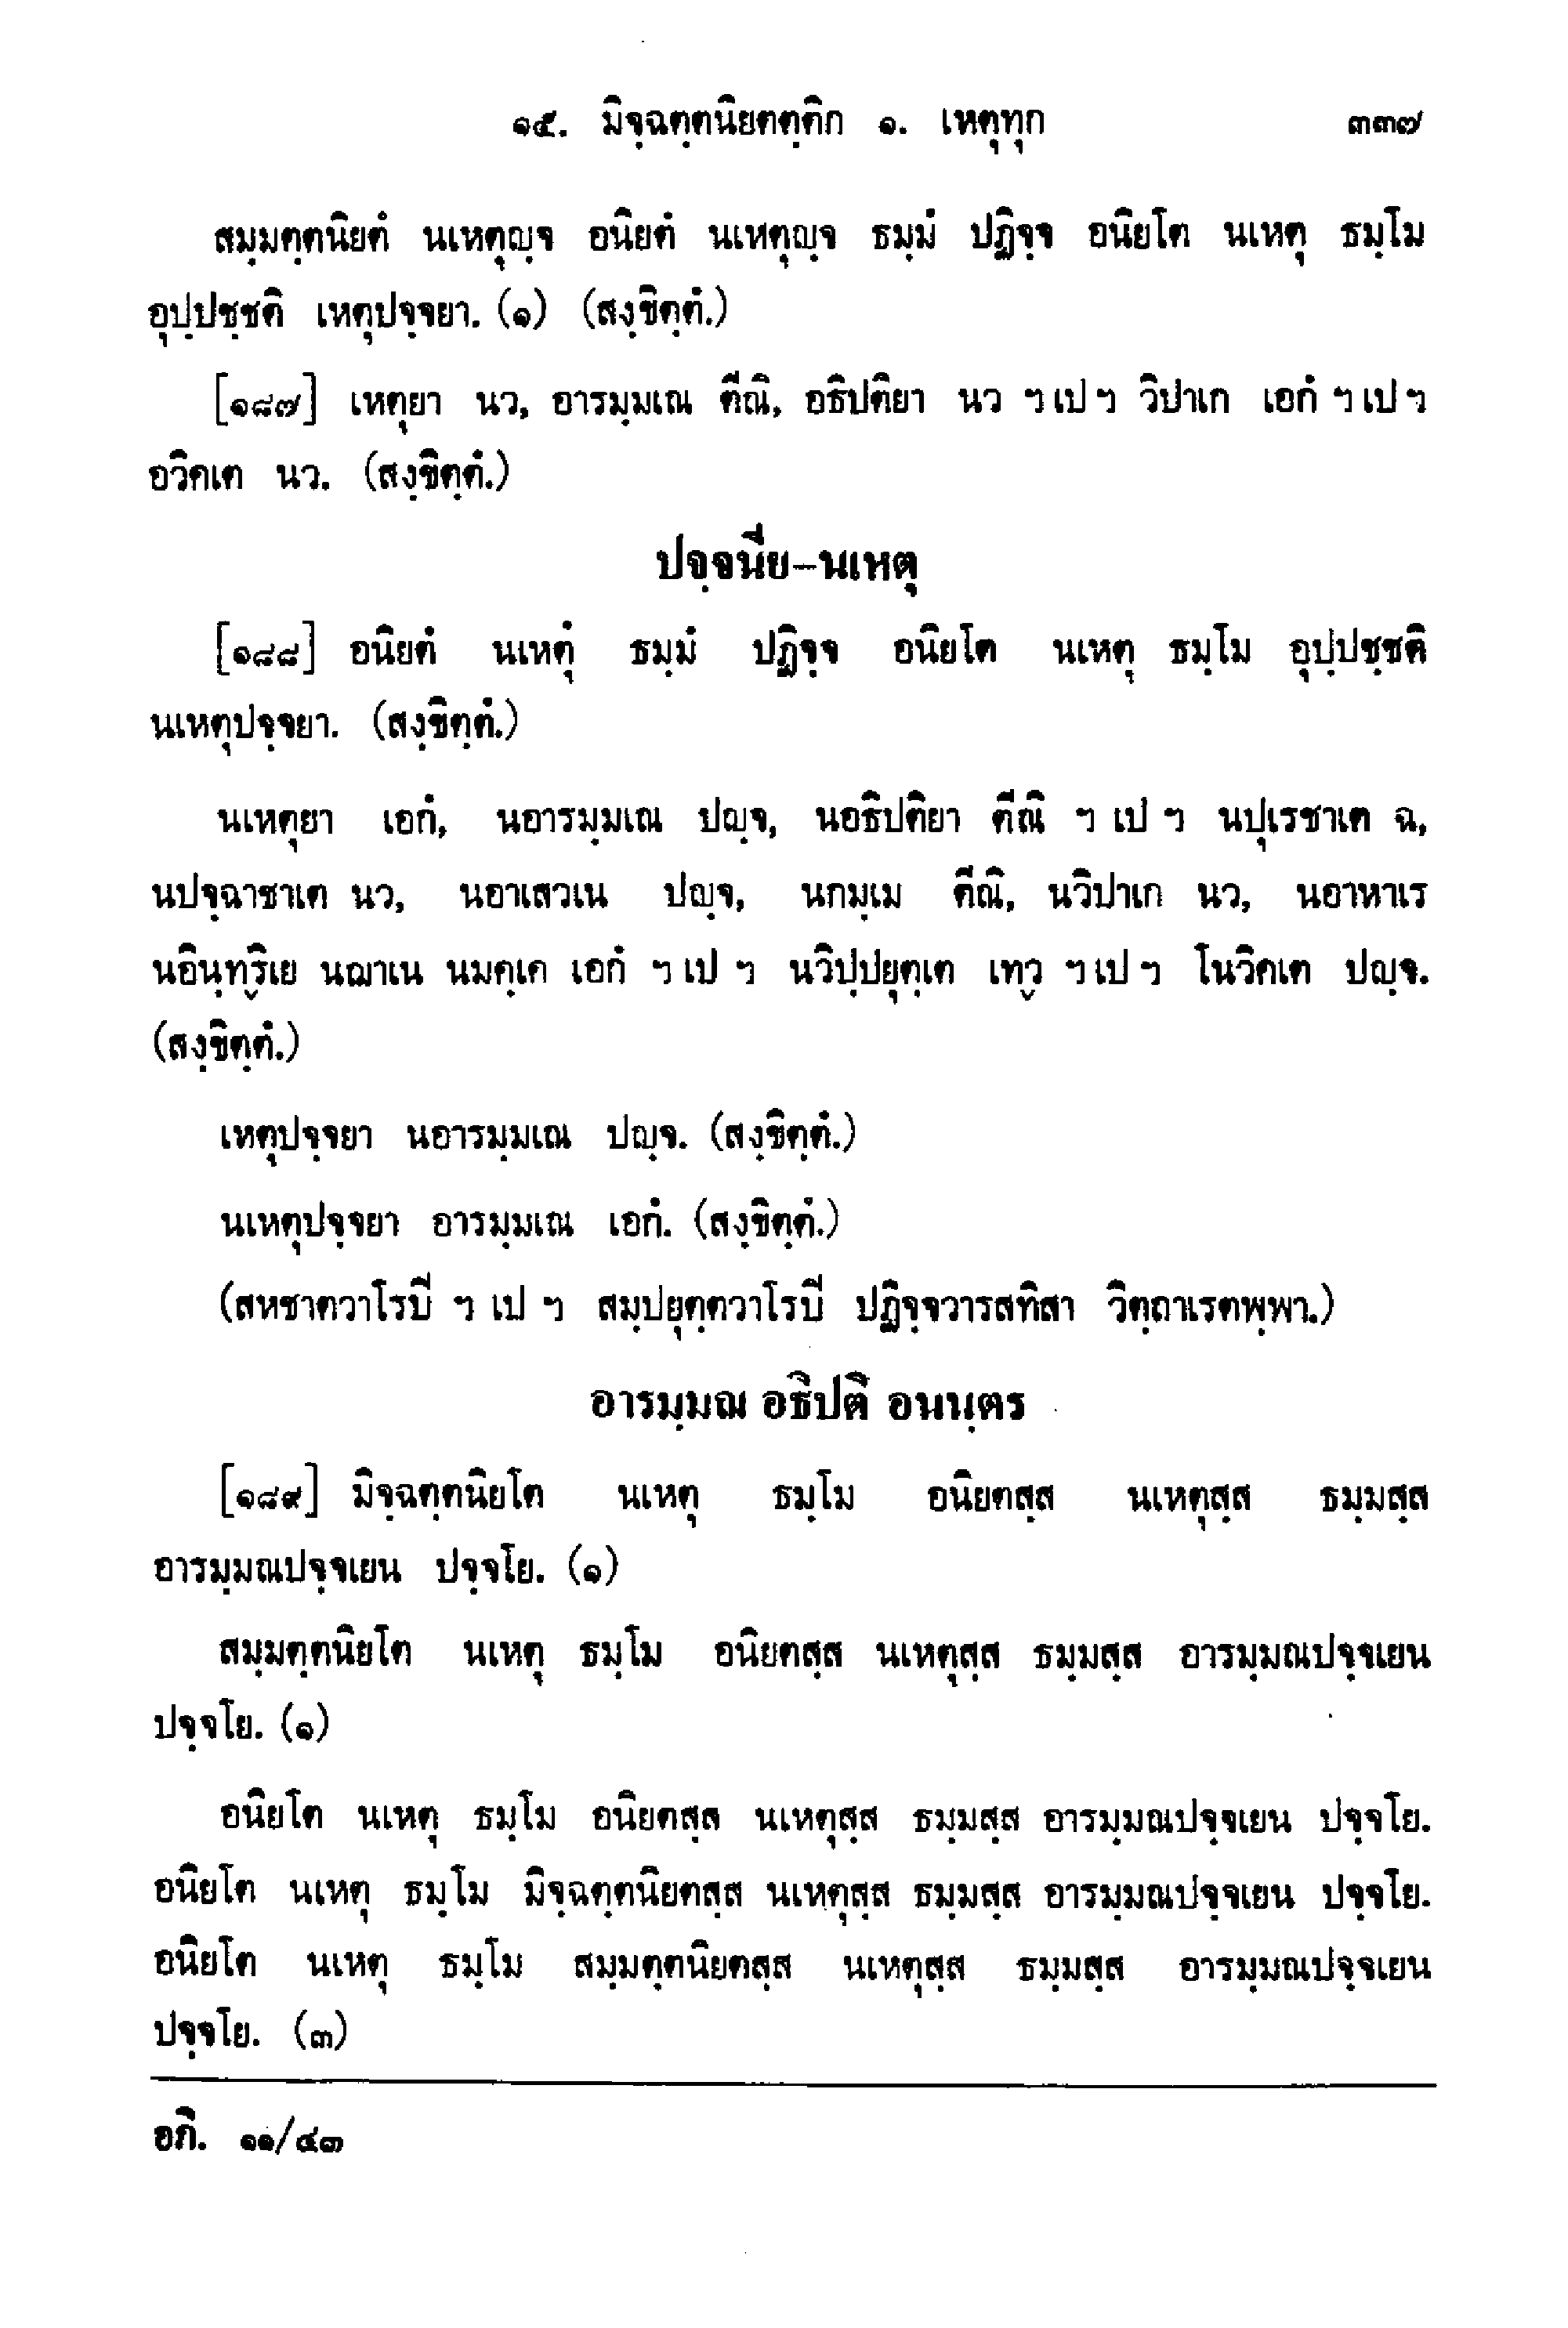 ๑๕. มิจฺฉตฺตนิยตตฺติก ๑. เหตุทุก ๓๓๗
สมฺมตฺตนิยตํ นเหตุญฺจ อนิยตํ นเหตุญฺจ ธมฺมํ ปฏิจฺจ อนิยโต นเหตุ ธมฺโม
อุปฺปชฺชติ เหตุปจฺจยา. (๑) (สงฺขิตฺตํ.)
[๑๘๗] เหตุยา นว, อารมฺมเณ ตีณิ, อธิปติยา นว ฯ เป ฯ วิปาเก เอกํ ฯ เป ฯ
อวิคเต นว. (สงฺขิตฺตํ.)
ปจฺจนีย-นเหตุ
[๑๘๘] อนิยตํ นเหตุํ ธมฺมํ ปฏิจฺจ อนิยโต นเหตุ ธมฺโม อุปฺปชฺชติ
นเหตุปจฺจยา. (สงฺขิตฺตํ.)
นเหตุยา เอกํ, นอารมฺมเณ ปญฺจ, นอธิปติยา ตีณิ ฯ เป ฯ นปุเรชาเต ฉ,
นปจฺฉาชาเต นว, นอาเสวเน ปญฺจ, นกมฺเม ตีณิ, นวิปาเก นว, นอาหาเร
นอินฺทฺริเย นฌาเน นมคฺเค เอกํ ฯ เป ฯ นวิปฺปยุตฺเต เทฺว ฯ เป ฯ โนวิคเต ปญฺจ.
(สงฺขิตฺตํ.)
เหตุปจฺจยา นอารมฺมเณ ปญฺจ. (สงฺขิตฺตํ.)
นเหตุปจฺจยา อารมฺมเณ เอกํ. (สงฺขิตฺตํ.)
(สหชาตวาโรปี ฯ เป ฯ สมฺปยุตฺตวาโรปี ปฏิจฺจวารสทิสา วิตฺถาเรตพฺพา.)
อารมฺมณ อธิปติ อนนฺตร
[๑๘๙] มิจฺฉตฺตนิยโต นเหตุ ธมฺโม อนิยตสฺส นเหตุสฺส ธมฺมสฺส
อารมฺมณปจฺจเยน ปจฺจโย. (๑)
สมฺมตฺตนิยโต นเหตุ ธมฺโม อนิยตสฺส นเหตุสฺส ธมฺมสฺส อารมฺมณปจฺจเยน
ปจฺจโย. (๑)
อนิยโต นเหตุ ธมฺโม อนิยตสฺส นเหตุสฺส ธมฺมสฺส อารมฺมณปจฺจเยน ปจฺจโย.
อนิยโต นเหตุ ธมฺโม มิจฺฉตฺตนิยตสฺส นเหตุสฺส ธมฺมสฺส อารมฺมณปจฺจเยน ปจฺจโย.
อนิยโต นเหตุ ธมฺโม สมฺมตฺตนิยตสฺส นเหตุสฺส ธมฺมสฺส อารมฺมณปจฺจเยน
ปจฺจโย. (๓)
อภิ. ๑๑/๔๓